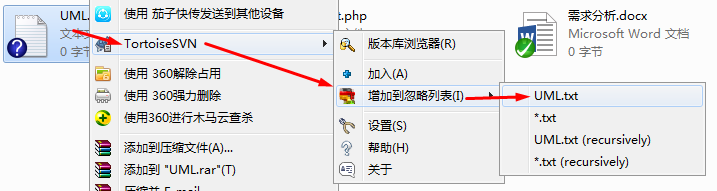 UML.
文本
0 字节
使用 茄子快传发送到其他设备
TortoiseSVN
使用 360解除占用
使用 360强力删除
使用360进行木马云查杀
添加到压缩文件(A)...
添加到 "UML.rar"(T)
压缩并 E-mail
t.php
版本库浏览器(R)
加入(A)
增加到忽略列表(I)
设置(S)
帮助(H)
关于
需求分析.docx
Microsoft Word 文档
0 字节
UML.txt
*.txt
UML.txt (recursively)
*.txt (recursively)